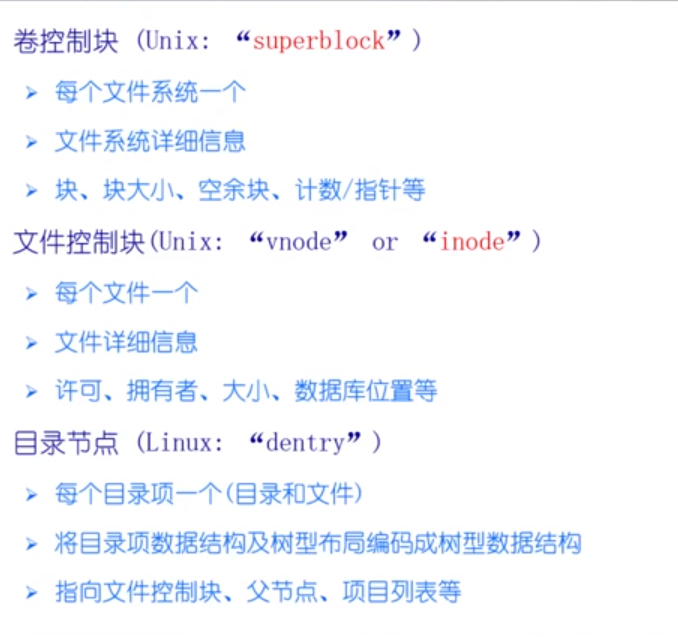 卷控制块 (Unix: “superblock”)
➢ 每个文件系统一个
➢ 文件系统详细信息
➢ 块、块大小、空余块、计数/指针等
文件控制块(Unix: “vnode” or “inode”)
➢ 每个文件一个
➢ 文件详细信息
➢ 许可、拥有者、大小、数据库位置等
目录节点 (Linux: “dentry”)
➢ 每个目录项一个(目录和文件)
➢ 将目录项数据结构及树型布局编码成树型数据结构
➢ 指向文件控制块、父节点、项目列表等